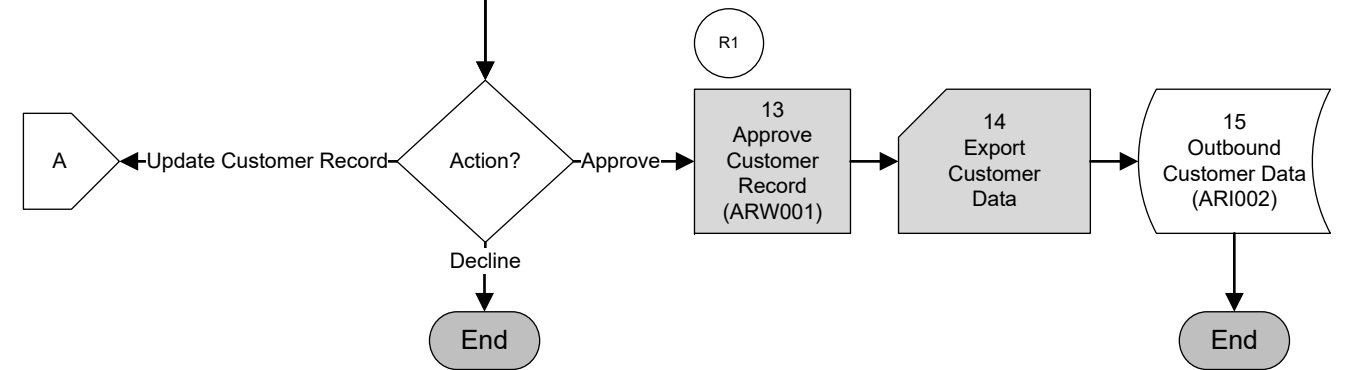 R1
A
Update Customer Record
Action?
Approve
13
Approve
Customer
Record
(ARW001)
14
Export
Customer
Data
15
Outbound
Customer Data
(ARI002)
Decline
End
End